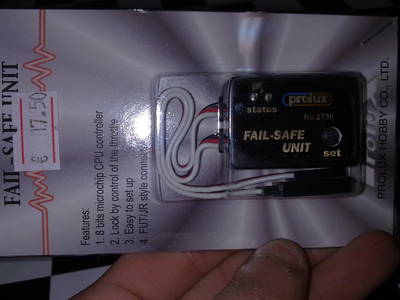 FAIL-SAFE UNIT
€ 17.50
Features:
1. 8 bits microchip CPU controller
2. Lock by control of the throttle
3. Easy to set up
4. FUT/JR style connec
status
prolux
No.2730
FAIL-SAFE
UNIT
set
PROLUX HOBBY CO., LTD.